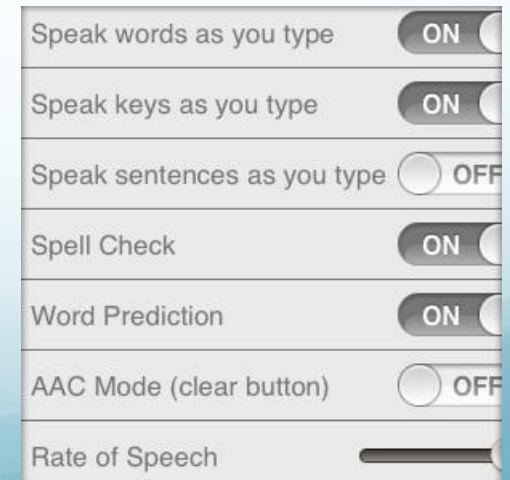 Speak words as you type ON
Speak keys as you type ON
Speak sentences as you type OFF
Spell Check ON
Word Prediction ON
AAC Mode (clear button) OFF
Rate of Speech